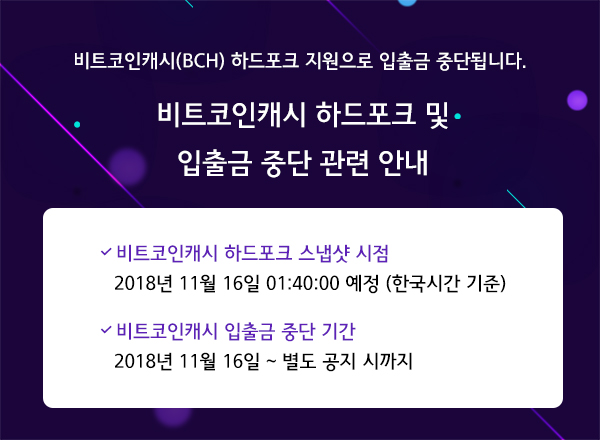 비트코인캐시(BCH) 하드포크 지원으로 입출금 중단됩니다.
비트코인캐시 하드포크 및
입출금 중단 관련 안내
비트코인캐시 하드포크 스냅샷 시점
2018년 11월 16일 01:40:00 예정 (한국시간 기준)
비트코인캐시 입출금 중단 기간
2018년 11월 16일 ~ 별도 공지 시까지